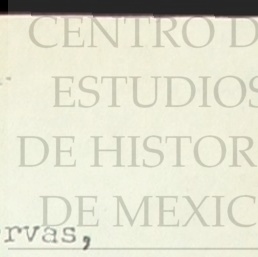 CENTRO D
ESTUDIOS
DE HISTOR
DE MEXIC
rvas,